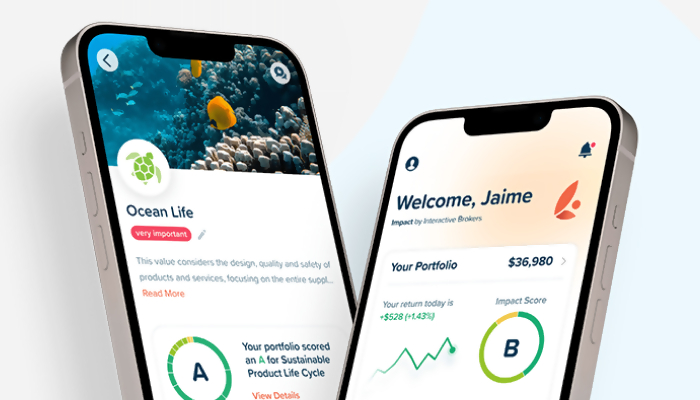 Ocean Life
very important
This value considers the design, quality and safety of
products and services, focusing on the entire suppl...
Read More
A
Your portfolio scored
an A for Sustainable
Product Life Cycle
View Details
Welcome, Jaime
Impact by Interactive Brokers
Your Portfolio
$36,980
Your return today is
+$528 (+1.43%)
Impact Score
B